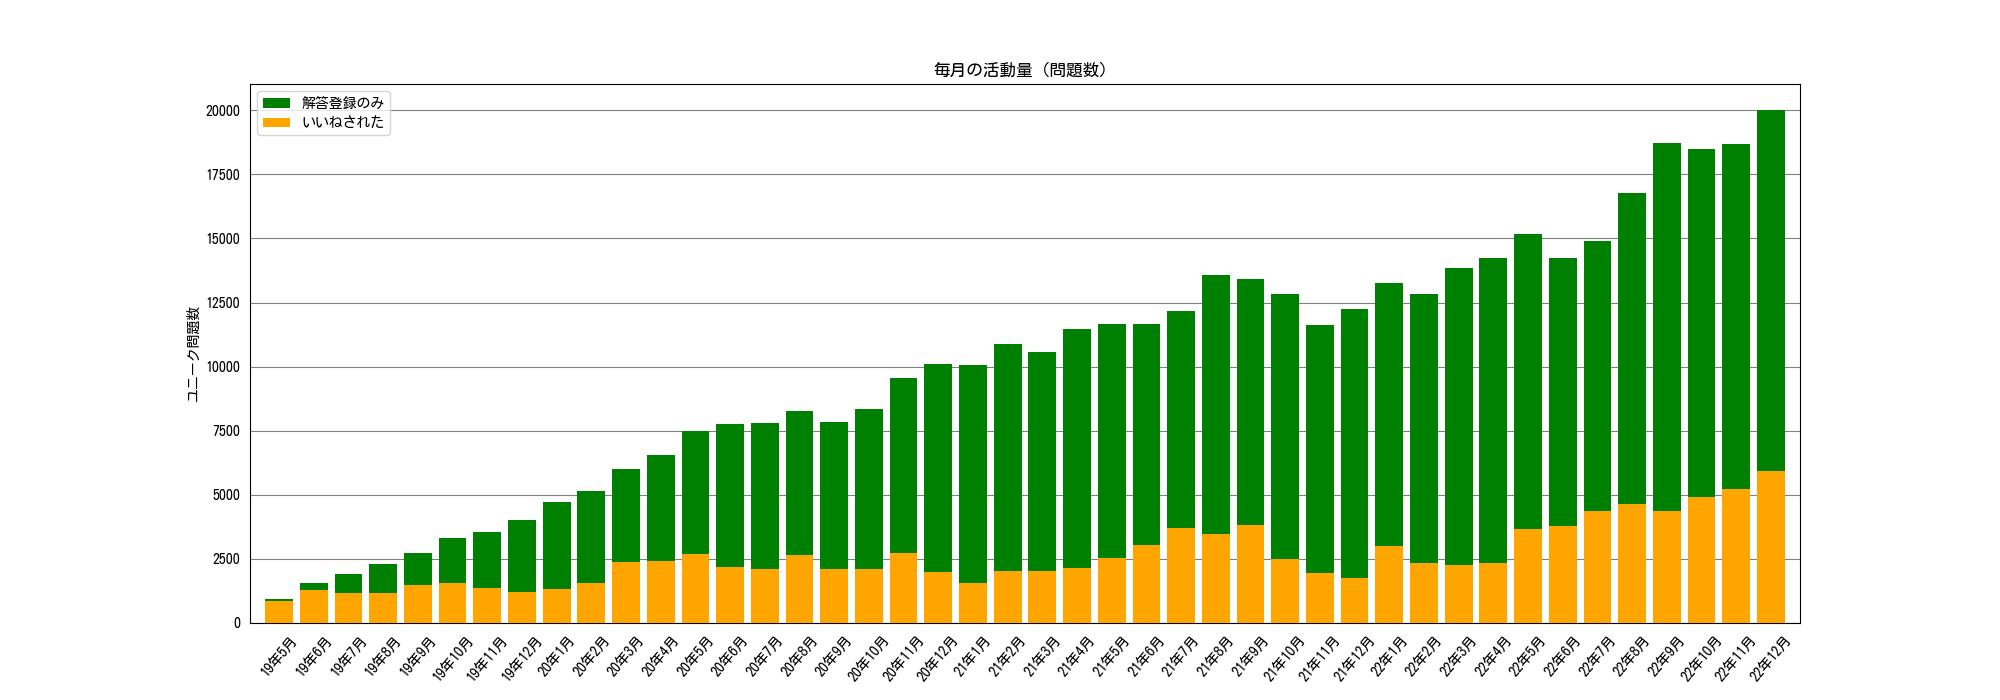 毎月の活動量（問題数）
解答登録のみ
いいねされた
ユニーク問題数
20000
17500
15000
12500
10000
7500
5000
2500
0
19年5月
19年6月
19年7月
19年8月
19年9月
19年10月
19年11月
19年12月
20年1月
20年2月
20年3月
20年4月
20年5月
20年6月
20年7月
20年8月
20年9月
20年10月
20年11月
20年12月
21年1月
21年2月
21年3月
21年4月
21年5月
21年6月
21年7月
21年8月
21年9月
21年10月
21年11月
21年12月
22年1月
22年2月
22年3月
22年4月
22年5月
22年6月
22年7月
22年8月
22年9月
22年10月
22年11月
22年12月